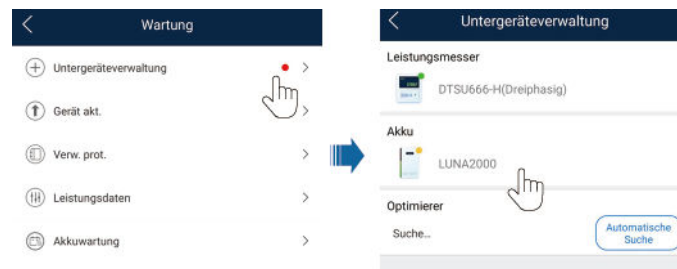 Wartung
Untergeräteverwaltung
Gerät akt.
Verw. prot.
Leistungsdaten
Akkuwartung
Untergeräteverwaltung
Leistungsmesser
DTSU666-H(Dreiphasig)
Akku
LUNA2000
Optimierer
Suche...
Automatische
Suche